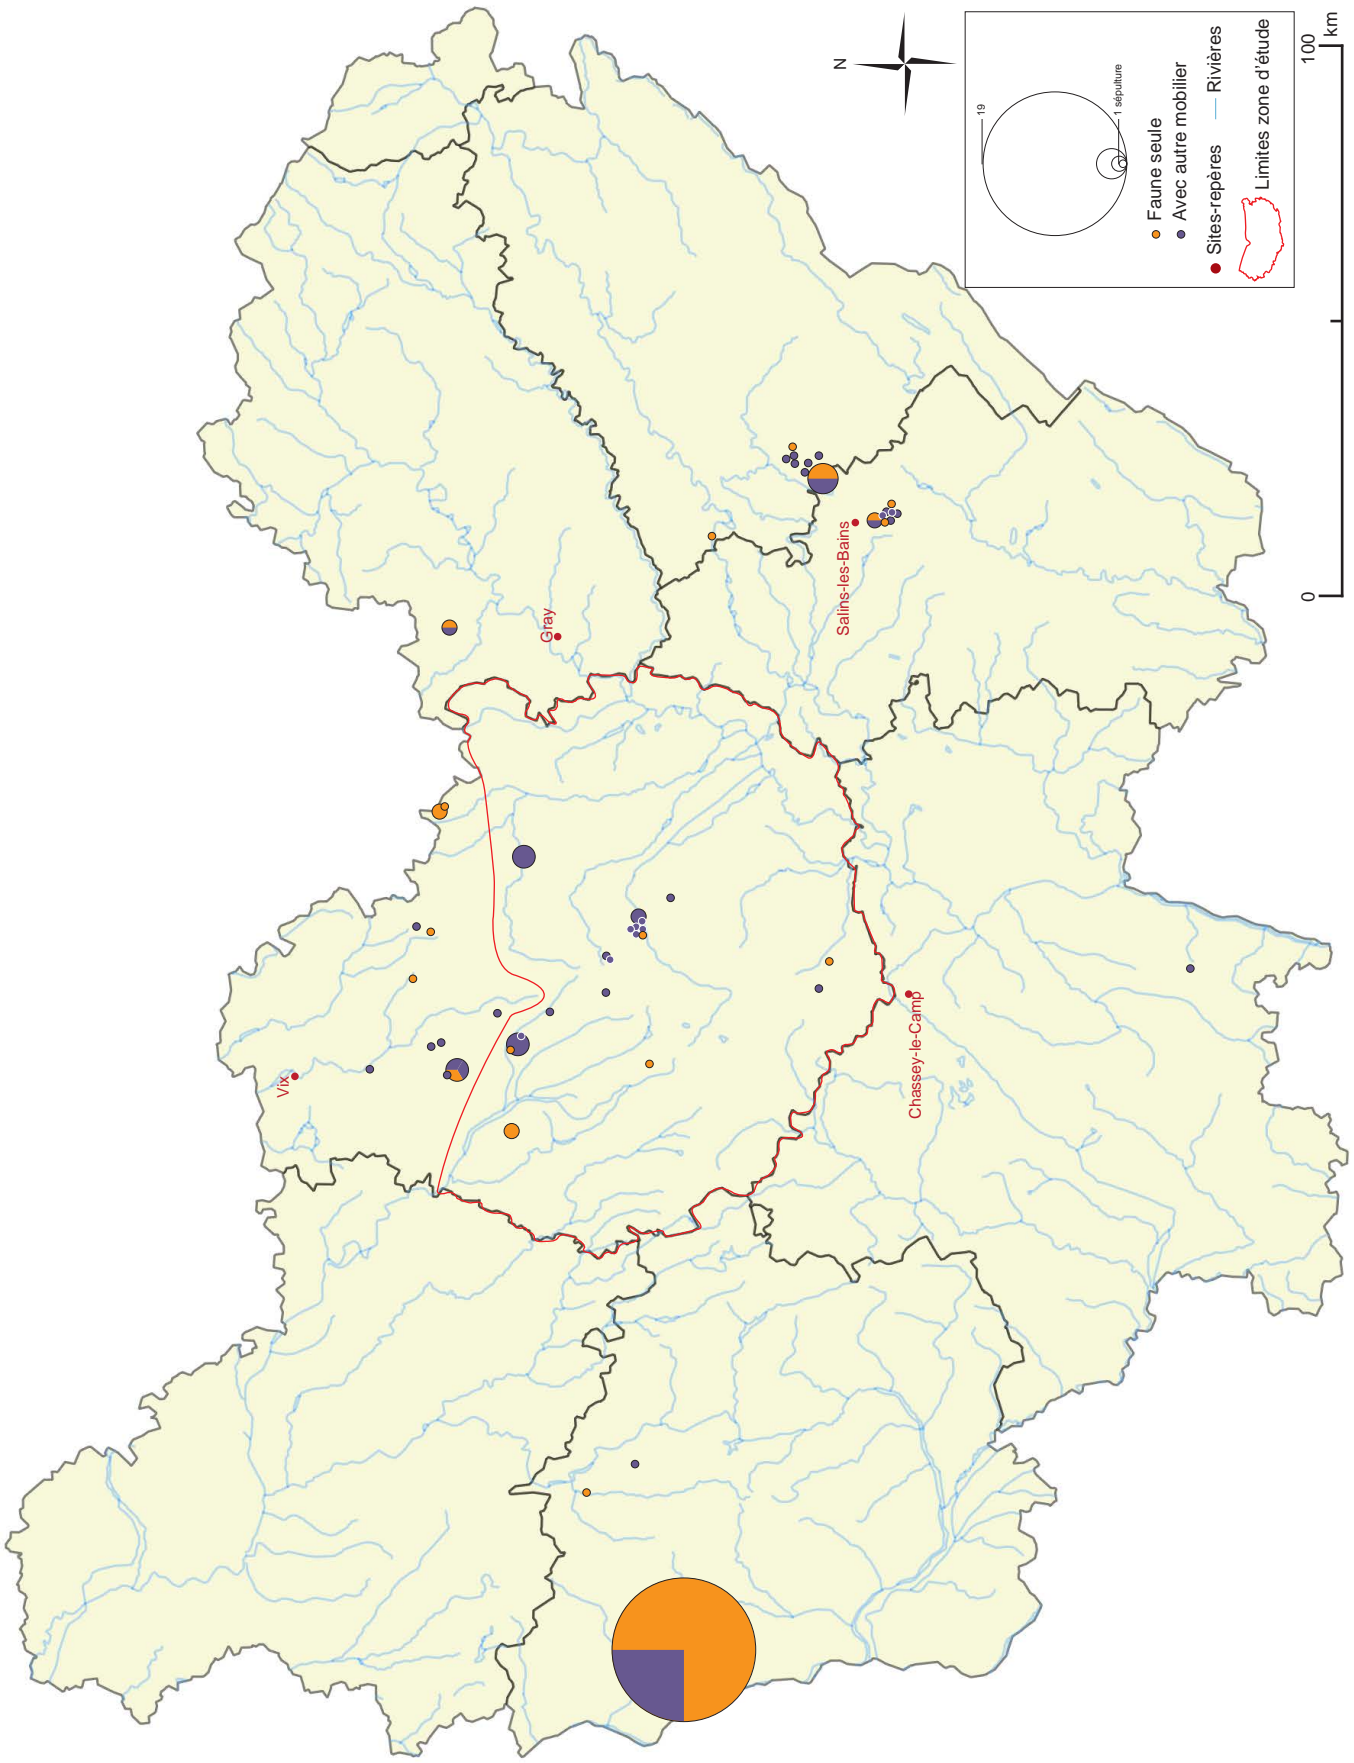 Vix
Gray
Salins-les-Bains
Chassey-le-Camp
N
19
1 sépulture
Faune seule
Avec autre mobilier
Sites-repères
Rivières
Limites zone d'étude
0
100
km